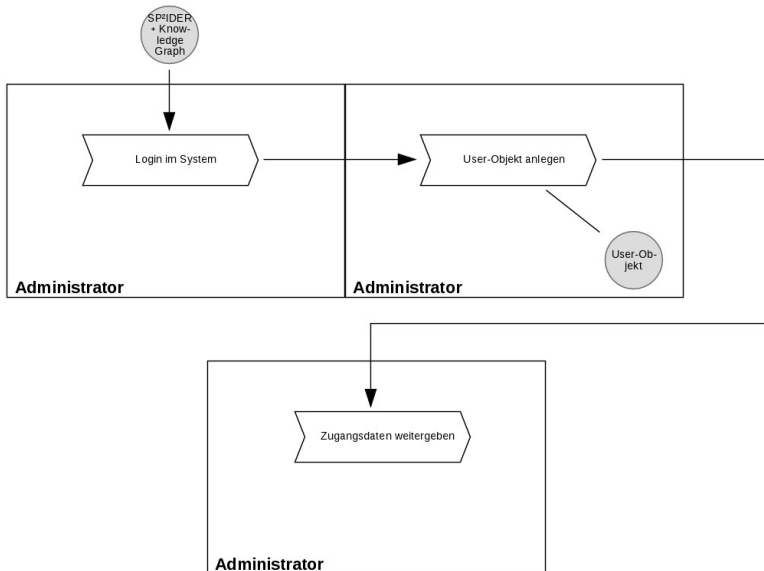 SP²IDER
+ Know-
ledge
Graph
Login im System
User-Objekt anlegen
User-Ob-
jekt
Administrator
Administrator
Zugangsdaten weitergeben
Administrator